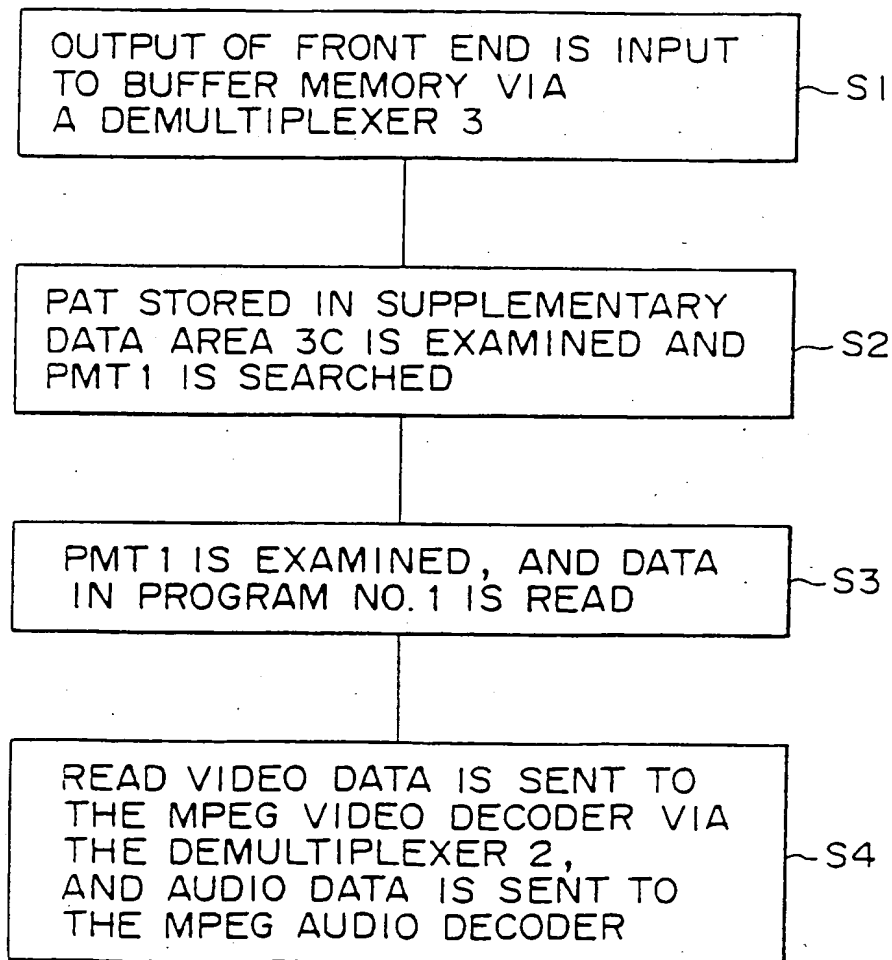 OUTPUT OF FRONT END IS INPUT
TO BUFFER MEMORY VIA
A DEMULTIPLEXER 3
S1
PAT STORED IN SUPPLEMENTARY
DATA AREA 3C IS EXAMINED AND
PMT1 IS SEARCHED
S2
PMT1 IS EXAMINED, AND DATA
IN PROGRAM NO.1 IS READ
S3
READ VIDEO DATA IS SENT TO
THE MPEG VIDEO DECODER VIA
THE DEMULTIPLEXER 2,
AND AUDIO DATA IS SENT TO
THE MPEG AUDIO DECODER
S4